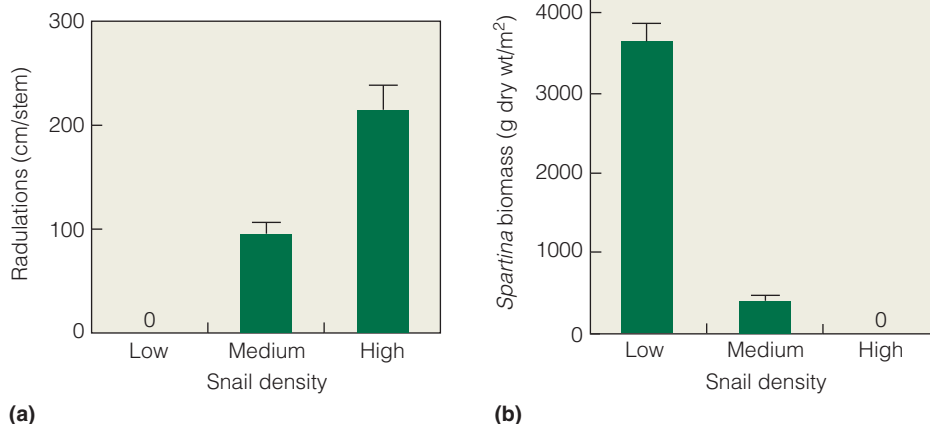 300
200
100
0
Radulations (cm/stem)
0
Low Medium High
Snail density
(a)
4000
3000
2000
1000
0
Spartina biomass (g dry wt/m²)
0
Low Medium High
Snail density
(b)